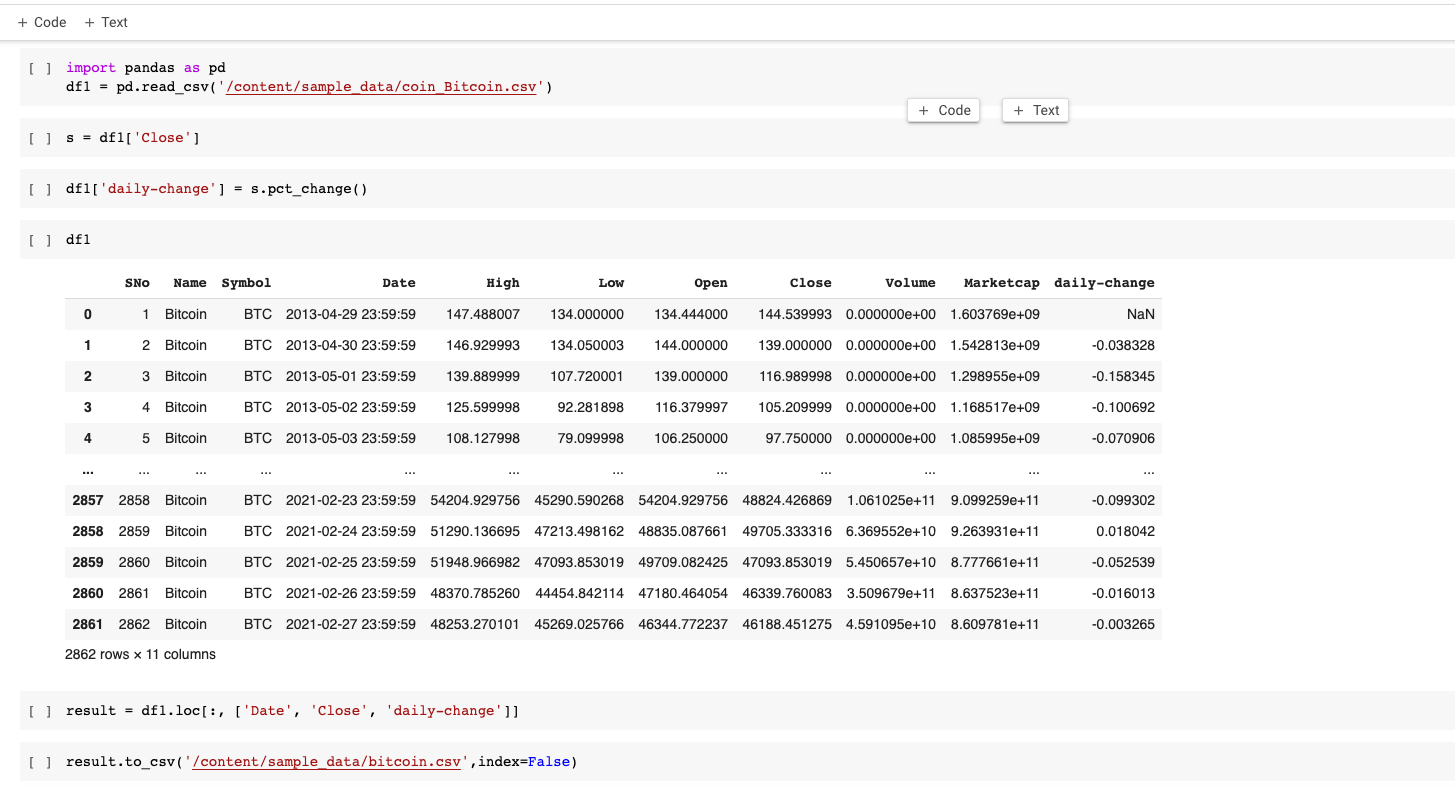 + Code + Text
[ ] import pandas as pd
df1 = pd.read_csv('/content/sample_data/coin_Bitcoin.csv')
+ Code + Text
[ ] s = df1['Close']
[ ] df1['daily-change'] = s.pct_change()
[ ] df1
SNo Name Symbol Date High Low Open Close Volume Marketcap daily-change
0 1 Bitcoin BTC 2013-04-29 23:59:59 147.488007 134.000000 134.444000 144.539993 0.000000e+00 1.603769e+09 NaN
1 2 Bitcoin BTC 2013-04-30 23:59:59 146.929993 134.050003 144.000000 139.000000 0.000000e+00 1.542813e+09 -0.038328
2 3 Bitcoin BTC 2013-05-01 23:59:59 139.889999 107.720001 139.000000 116.989998 0.000000e+00 1.298955e+09 -0.158345
3 4 Bitcoin BTC 2013-05-02 23:59:59 125.599998 92.281898 116.379997 105.209999 0.000000e+00 1.168517e+09 -0.100692
4 5 Bitcoin BTC 2013-05-03 23:59:59 108.127998 79.099998 106.250000 97.750000 0.000000e+00 1.085995e+09 -0.070906
... ... ... ... ... ... ... ... ... ... ... ...
2857 2858 Bitcoin BTC 2021-02-23 23:59:59 54204.929756 45290.590268 54204.929756 48824.426869 1.061025e+11 9.099259e+11 -0.099302
2858 2859 Bitcoin BTC 2021-02-24 23:59:59 51290.136695 47213.498162 48835.087661 49705.333316 6.369552e+10 9.263931e+11 0.018042
2859 2860 Bitcoin BTC 2021-02-25 23:59:59 51948.966982 47093.853019 49709.082425 47093.853019 5.450657e+10 8.777661e+11 -0.052539
2860 2861 Bitcoin BTC 2021-02-26 23:59:59 48370.785260 44454.842114 47180.464054 46339.760083 3.509679e+11 8.637523e+11 -0.016013
2861 2862 Bitcoin BTC 2021-02-27 23:59:59 48253.270101 45269.025766 46344.772237 46188.451275 4.591095e+10 8.609781e+11 -0.003265
2862 rows × 11 columns
[ ] result = df1.loc[:, ['Date', 'Close', 'daily-change']]
[ ] result.to_csv('/content/sample_data/bitcoin.csv',index=False)